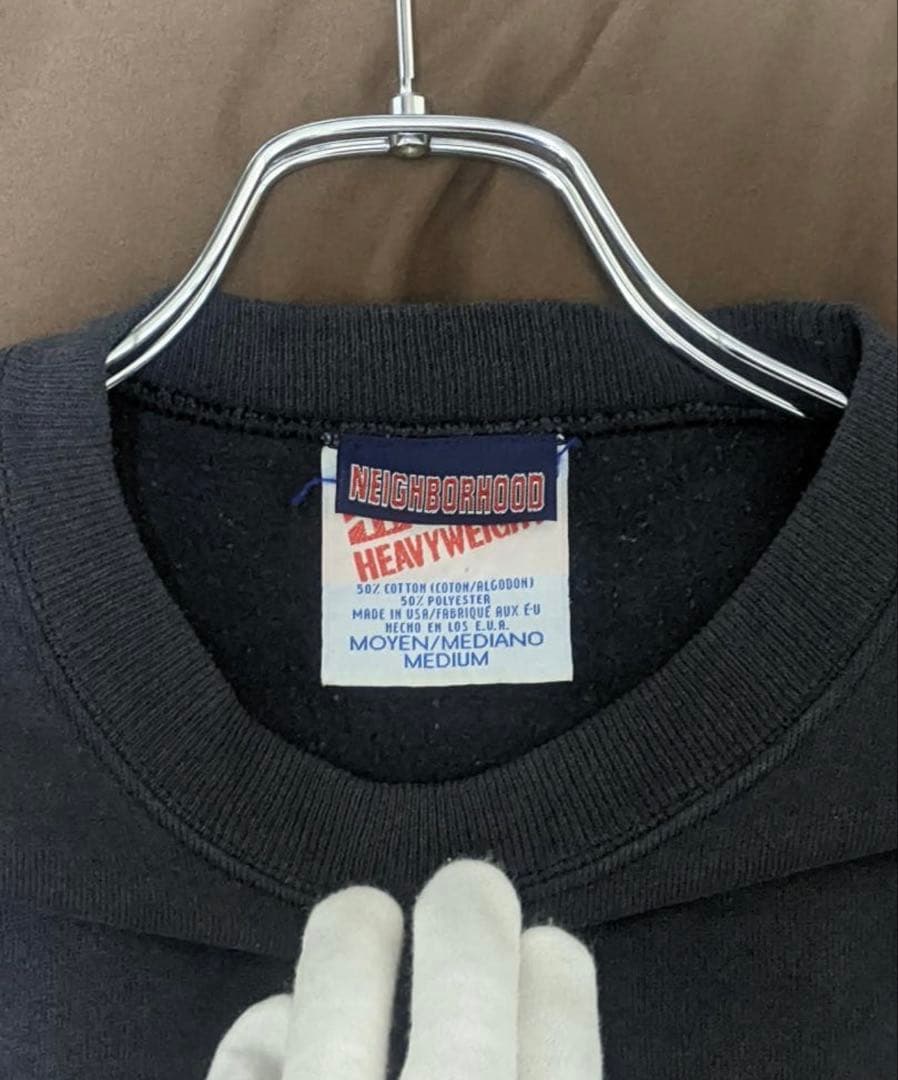 NEIGHBORHOOD
HEAVYWEIGHT
50% COTTON (COTON/ALGODON)
50% POLYESTER
MADE IN USA/FABRIQUÉ AUX É-U
HECHO EN LOS E.U.A.
MOYEN/MEDIANO
MEDIUM